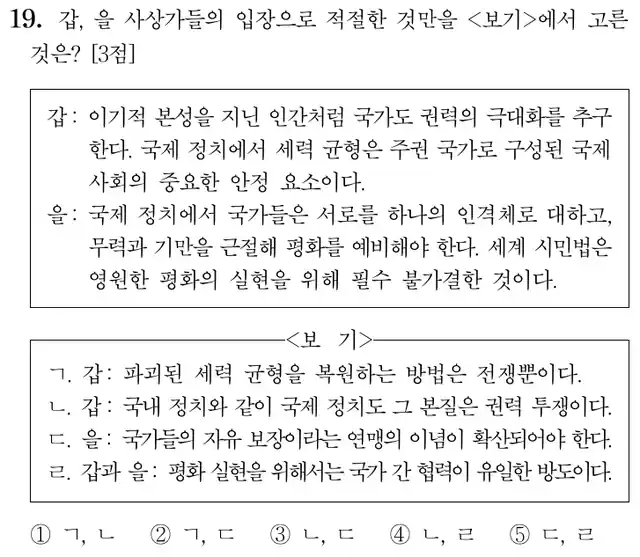 19. 갑, 을 사상가들의 입장으로 적절한 것만을 <보기>에서 고른
것은? [3점]
갑: 이기적 본성을 지닌 인간처럼 국가도 권력의 극대화를 추구
한다. 국제 정치에서 세력 균형은 주권 국가로 구성된 국제
사회의 중요한 안정 요소이다.
을: 국제 정치에서 국가들은 서로를 하나의 인격체로 대하고,
무력과 기만을 근절해 평화를 예비해야 한다. 세계 시민법은
영원한 평화의 실현을 위해 필수 불가결한 것이다.
<보 기>
ㄱ. 갑: 파괴된 세력 균형을 복원하는 방법은 전쟁뿐이다.
ㄴ. 갑: 국내 정치와 같이 국제 정치도 그 본질은 권력 투쟁이다.
ㄷ. 을: 국가들의 자유 보장이라는 연맹의 이념이 확산되어야 한다.
ㄹ. 갑과 을: 평화 실현을 위해서는 국가 간 협력이 유일한 방도이다.
① ㄱ, ㄴ ② ㄱ, ㄷ ③ ㄴ, ㄷ ④ ㄴ, ㄹ ⑤ ㄷ, ㄹ